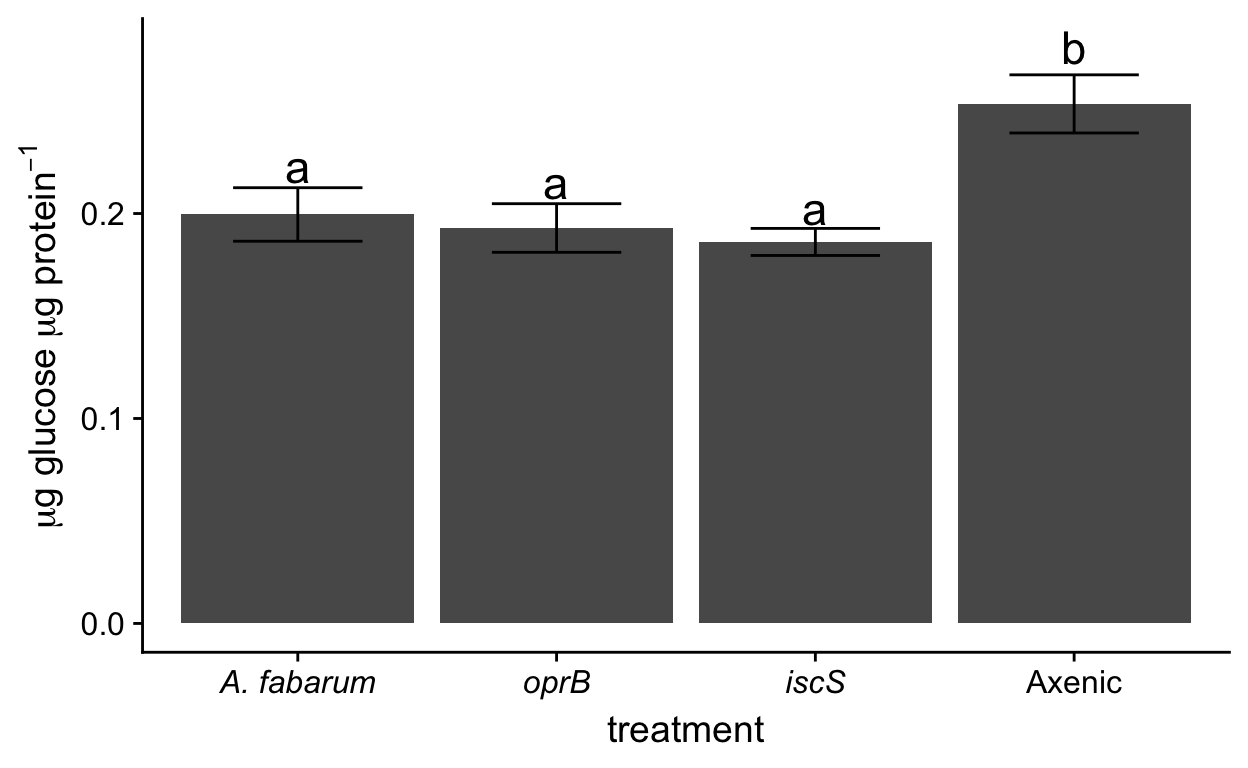 µg glucose µg protein⁻¹
b
a
a
a
0.2
0.1
0.0
A. fabarum
oprB
iscS
Axenic
treatment